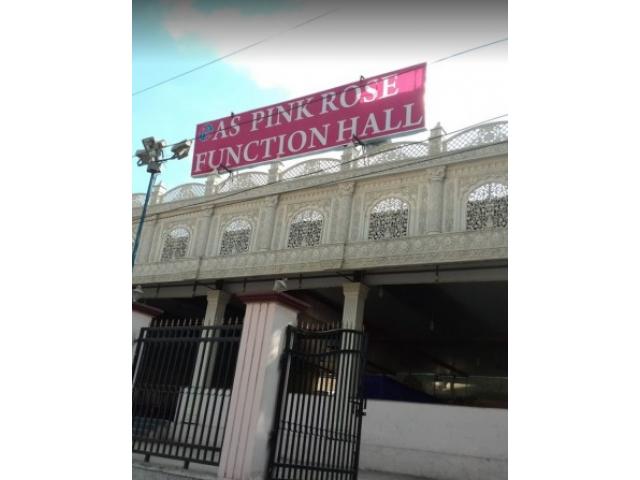 AS PINK ROSE
FUNCTION HALL